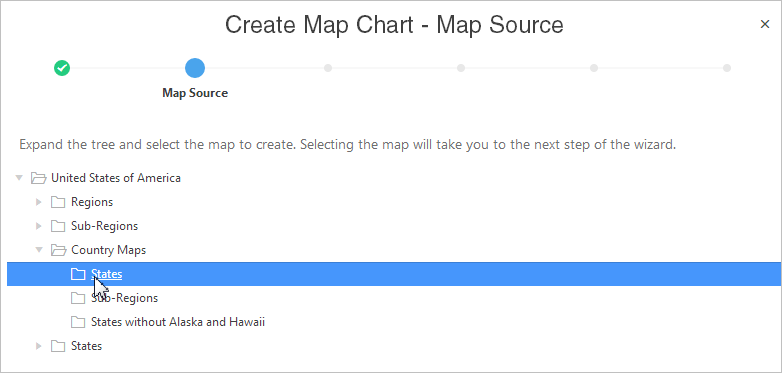 Create Map Chart - Map Source
Map Source
Expand the tree and select the map to create. Selecting the map will take you to the next step of the wizard.
United States of America
Regions
Sub-Regions
Country Maps
States
Sub-Regions
States without Alaska and Hawaii
States